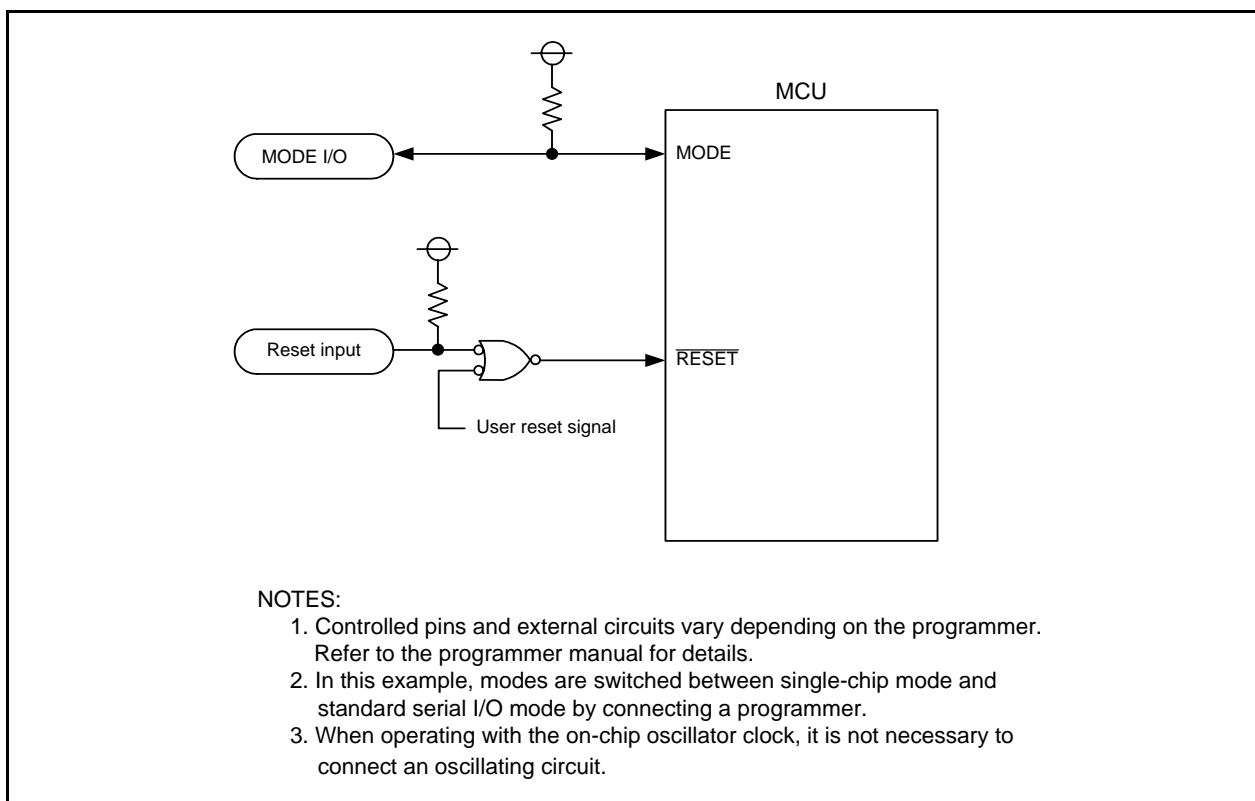 MCU
MODE I/O
MODE
Reset input
RESET
User reset signal
NOTES:
1. Controlled pins and external circuits vary depending on the programmer.
Refer to the programmer manual for details.
2. In this example, modes are switched between single-chip mode and
standard serial I/O mode by connecting a programmer.
3. When operating with the on-chip oscillator clock, it is not necessary to
connect an oscillating circuit.